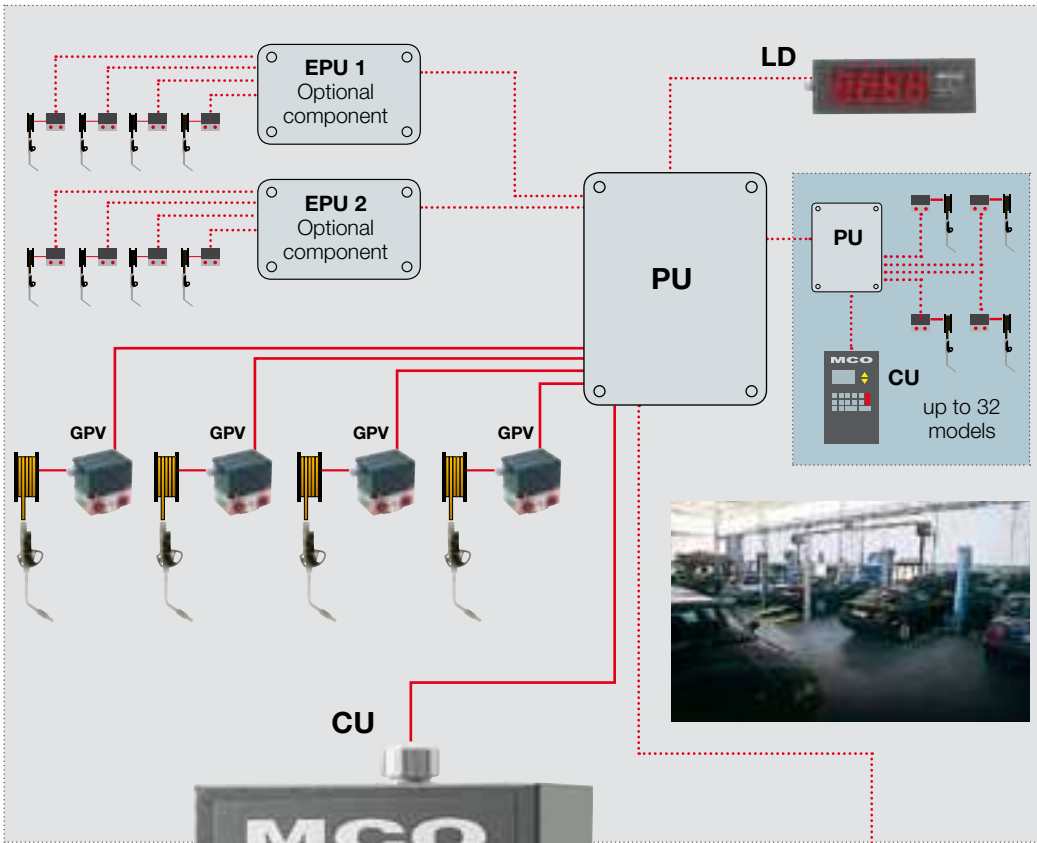 EPU 1
Optional
component
LD
EPU 2
Optional
component
PU
PU
MCO
CU
up to 32
models
GPV
GPV
GPV
GPV
CU
MCO